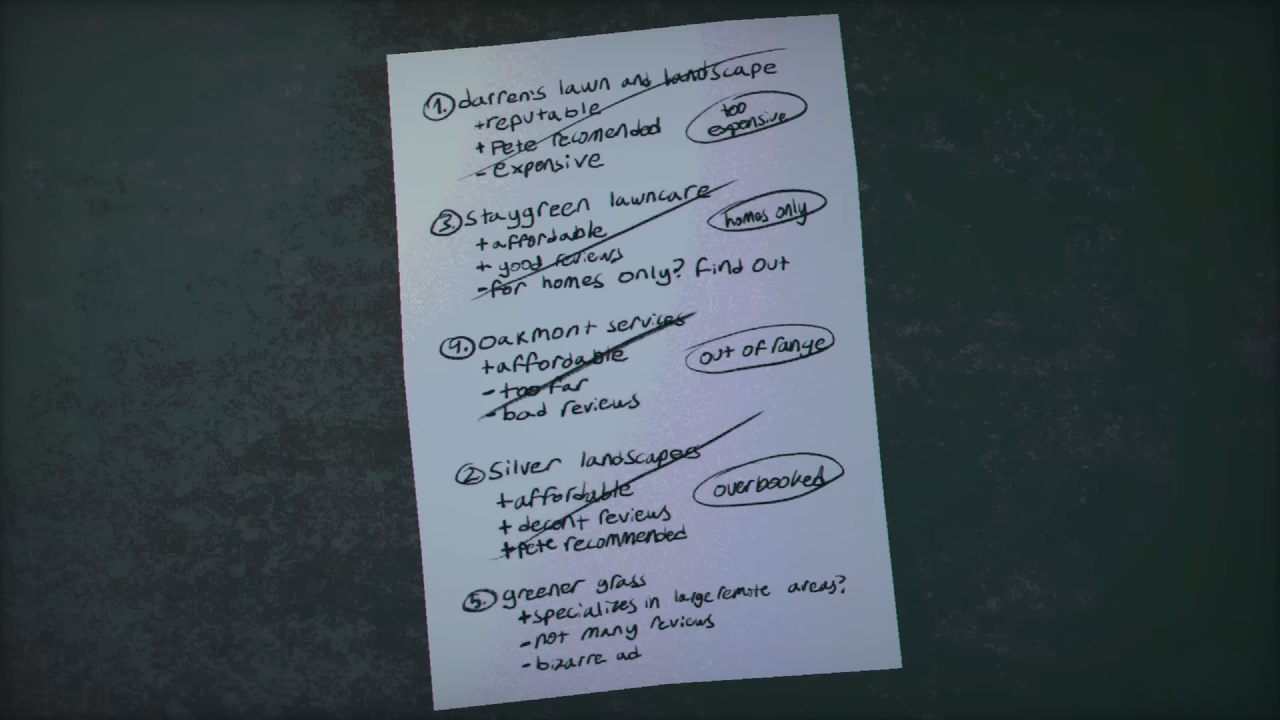 1. darren's lawn and landscape
+reputable
+ Pete recomended
- expensive
too
expensive
3. Staygreen lawncare
+affordable
+ good reviews
-for homes only? Find Out
homes only
4. Oakmont services
+affordable
- too far
- bad reviews
out of range
2. Silver landscapers
+affordable
+ decent reviews
+Pete recommended
overbooked
5. greener grass
+specializes in large remote areas?
-not many reviews
-bizarre ad